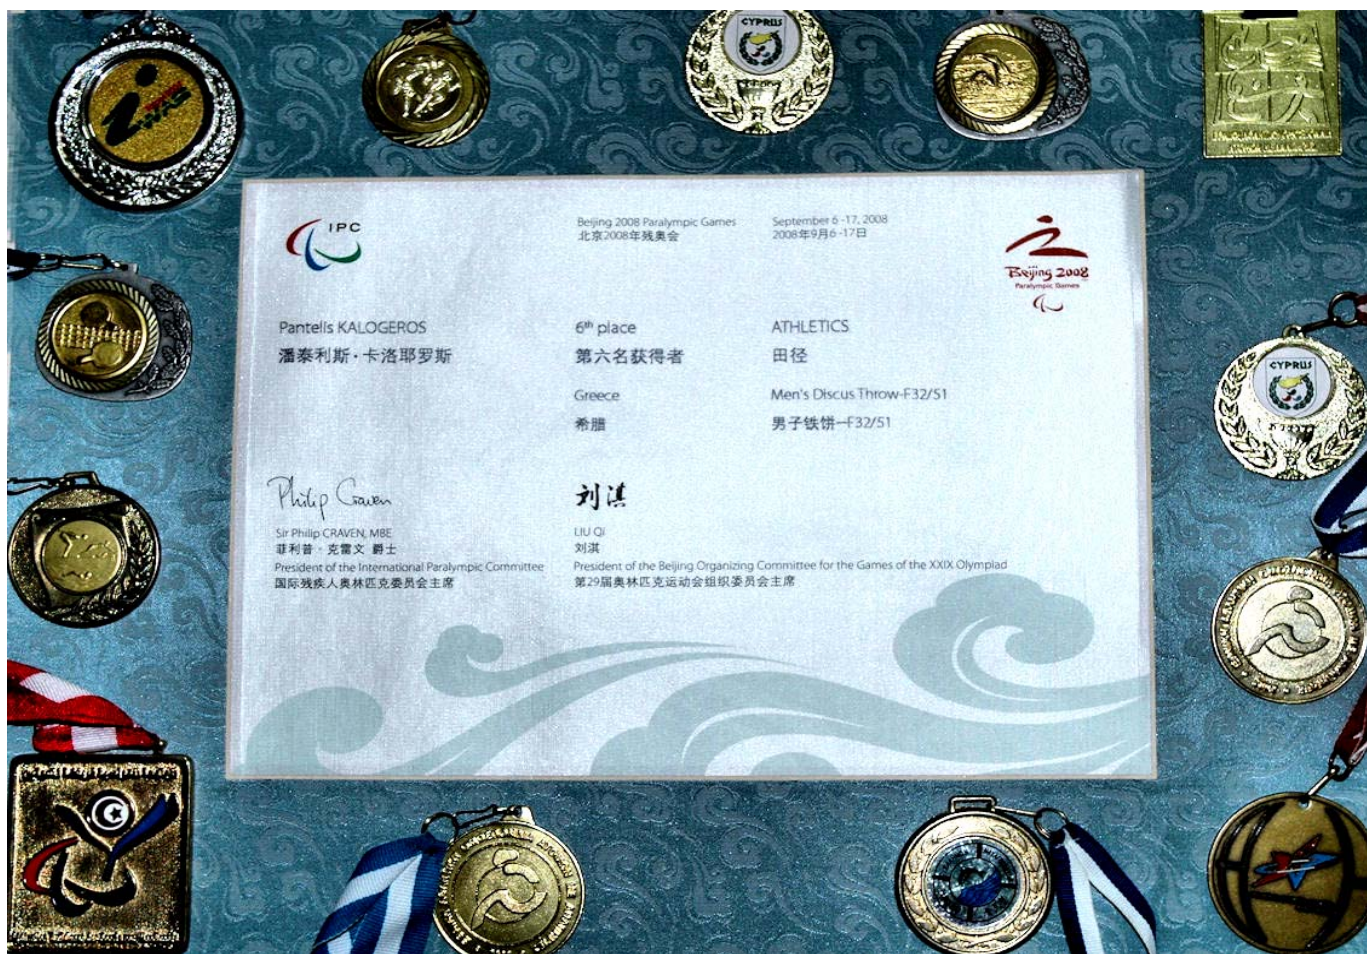 IWAS
CYPRUS
IPC
Beijing 2008 Paralympic Games
北京2008年残奥会
September 6 -17, 2008
2008年9月6 -17日
Beijing 2008
Paralympic Games
Pantelis KALOGEROS
潘泰利斯·卡洛耶罗斯
6th place
第六名获得者
ATHLETICS
田径
Greece
希腊
Men's Discus Throw-F32/51
男子铁饼—F32/51
CYPRUS
Philip Craven
刘淇
Sir Philip CRAVEN, MBE
菲利普·克雷文 爵士
President of the International Paralympic Committee
国际残疾人奥林匹克委员会主席
LIU Qi
刘淇
President of the Beijing Organizing Committee for the Games of the XXIX Olympiad
第29届奥林匹克运动会组织委员会主席